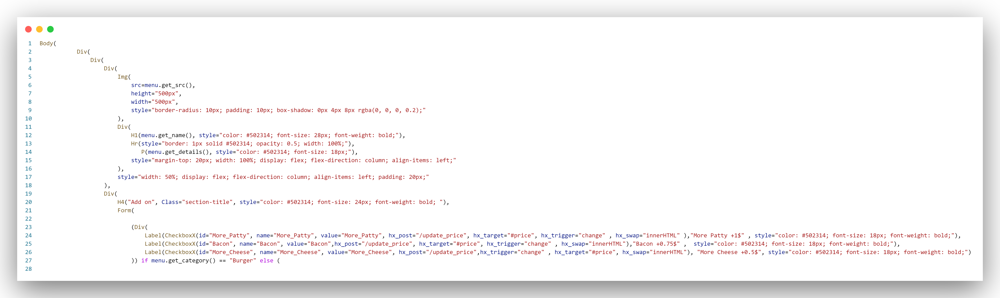 1 Body(
2 Div(
3 Div(
4 Div(
5 Img(
6 src=menu.get_src(),
7 height="500px",
8 width="500px",
9 style="border-radius: 10px; padding: 10px; box-shadow: 0px 4px 8px rgba(0, 0, 0, 0.2);"
10 ),
11 Div(
12 H1(menu.get_name(), style="color: #502314; font-size: 28px; font-weight: bold;"),
13 Hr(style="border: 1px solid #502314; opacity: 0.5; width: 100%;"),
14 P(menu.get_details(), style="color: #502314; font-size: 18px;"),
15 style="margin-top: 20px; width: 100%; display: flex; flex-direction: column; align-items: left;"
16 ),
17 style="width: 50%; display: flex; flex-direction: column; align-items: left; padding: 20px;"
18 ),
19 Div(
20 H4("Add on", Class="section-title", style="color: #502314; font-size: 24px; font-weight: bold; "),
21 Form(
22
23 (Div(
24 Label(CheckboxX(id="More_Patty", name="More_Patty", value="More_Patty", hx_post="/update_price", hx_target="#price", hx_trigger="change" , hx_swap="innerHTML" ),"More Patty +1$" , style="color: #502314; font-size: 18px; font-weight: bold;"),
25 Label(CheckboxX(id="Bacon", name="Bacon", value="Bacon",hx_post="/update_price", hx_target="#price", hx_trigger="change" , hx_swap="innerHTML"),"Bacon +0.75$" ,  style="color: #502314; font-size: 18px; font-weight: bold;"),
26 Label(CheckboxX(id="More_Cheese", name="More_Cheese", value="More_Cheese", hx_post="/update_price",hx_trigger="change" , hx_target="#price", hx_swap="innerHTML"), "More Cheese +0.5$", style="color: #502314; font-size: 18px; font-weight: bold;")
27 )) if menu.get_category() == "Burger" else (
28